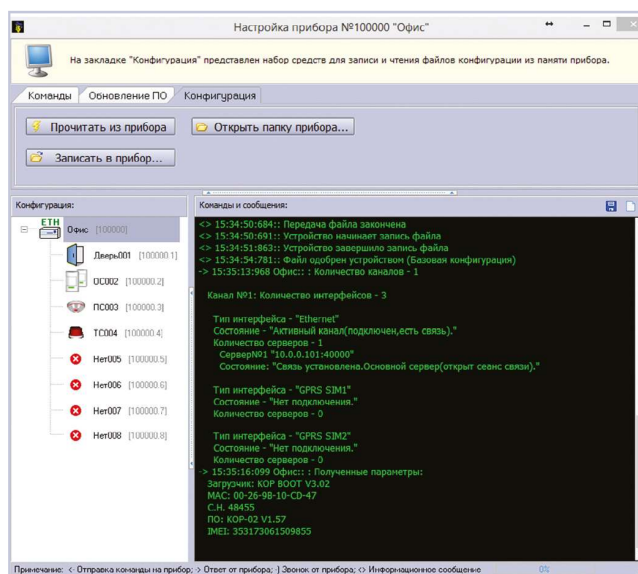 Настройка прибора №100000 "Офис"
На закладке "Конфигурация" представлен набор средств для записи и чтения файлов конфигурации из памяти прибора.
Команды Обновление ПО Конфигурация
Прочитать из прибора Открыть папку прибора...
Записать в прибор...
Конфигурация:
ETH
Офис [100000]
Дверь001 [100000.1]
ОС002 [100000.2]
ПС003 [100000.3]
ТС004 [100000.4]
Нет005 [100000.5]
Нет006 [100000.6]
Нет007 [100000.7]
Нет008 [100000.8]
Команды и сообщения:
<> 15:34:50:684:: Передача файла закончена
<> 15:34:50:691:: Устройство начинает запись файла
<> 15:34:51:863:: Устройство завершило запись файла
<> 15:34:54:781:: Файл одобрен устройством (Базовая конфигурация)
-> 15:35:13:968 Офис:: : Количество каналов - 1
Канал №1: Количество интерфейсов - 3
Тип интерфейса - "Ethernet"
Состояние - "Активный канал(подключен,есть связь)."
Количество серверов - 1
Сервер№1 "10.0.0.101:40000"
Состояние: "Связь установлена.Основной сервер(открыт сеанс связи)."
Тип интерфейса - "GPRS SIM1"
Состояние - "Нет подключения."
Количество серверов - 0
Тип интерфейса - "GPRS SIM2"
Состояние - "Нет подключения."
Количество серверов - 0
-> 15:35:16:099 Офис:: : Полученные параметры:
Загрузчик: KOP BOOT V3.02
MAC: 00-26-9B-10-CD-47
С.Н. 48455
ПО: KOP-02 V1.57
IMEI: 353173061509855
Примечание: <- Отправка команды на прибор; -> Ответ от прибора; -] Звонок от прибора; <> Информационное сообщение 0%